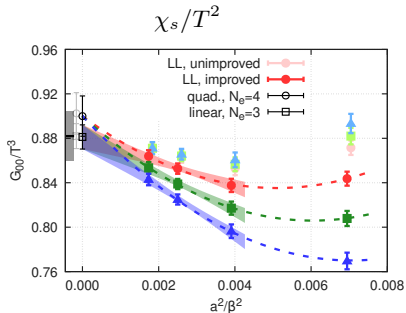 χ_s/T²
0.96
LL, unimproved
LL, improved
0.92
quad., Nₑ=4
linear, Nₑ=3
0.88
G₀₀/T³
0.84
0.80
0.76
0.000 0.002 0.004 0.006 0.008
a²/β²